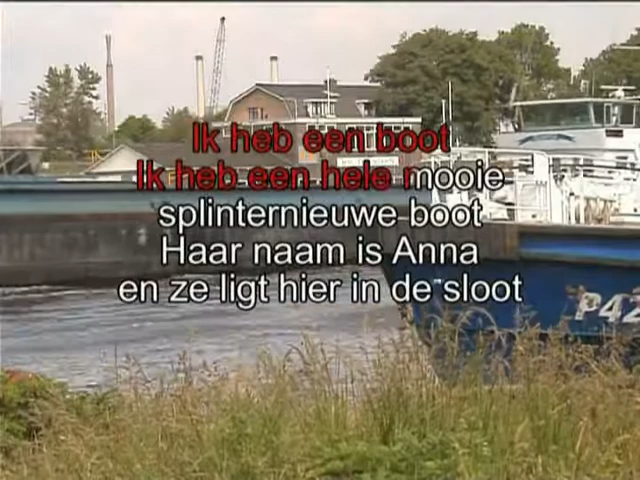 Ik heb een boot
Ik heb een hele mooie
splinternieuwe boot
Haar naam is Anna
en ze ligt hier in de sloot